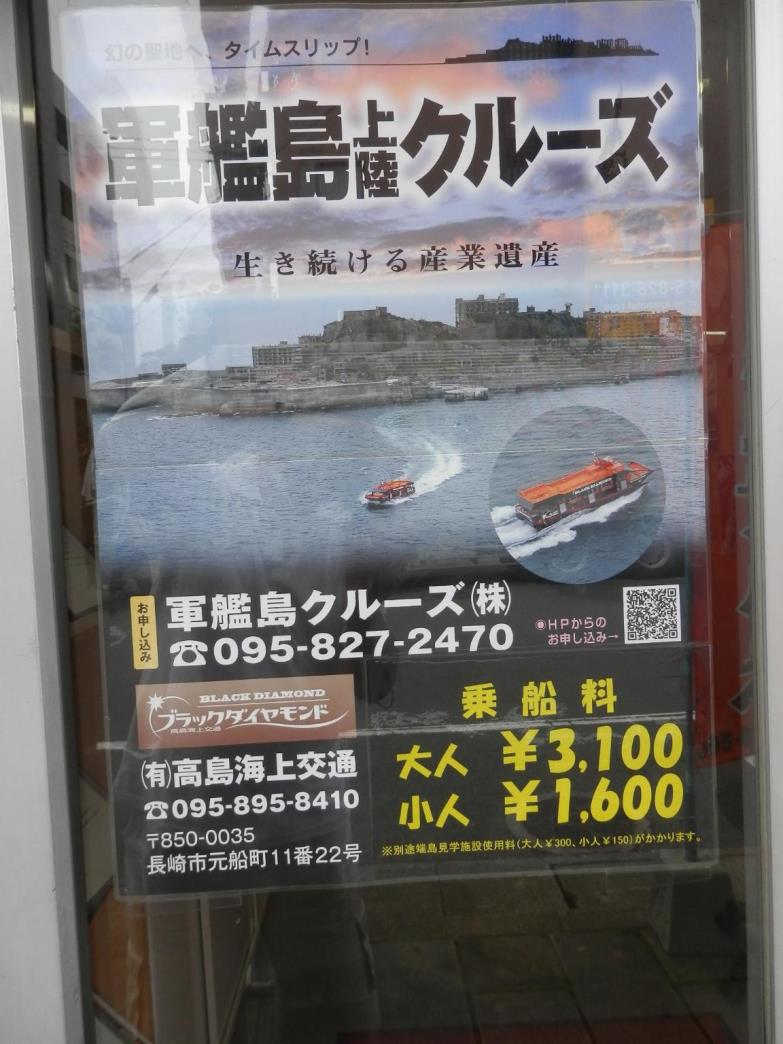 幻の聖地へ、タイムスリップ!
軍艦島上陸クルーズ
生き続ける産業遺産
BLACK DIAMOND
お申し込み
軍艦島クルーズ㈱
☎095-827-2470
◉HPからの
お申し込み→
BLACK DIAMOND
ブラックダイヤモンド
高島海上交通
㈲高島海上交通
☎095-895-8410
〒850-0035
長崎市元船町11番22号
乗船料
大人 ¥3,100
小人 ¥1,600
※別途端島見学施設使用料(大人¥300、小人¥150)がかかります。